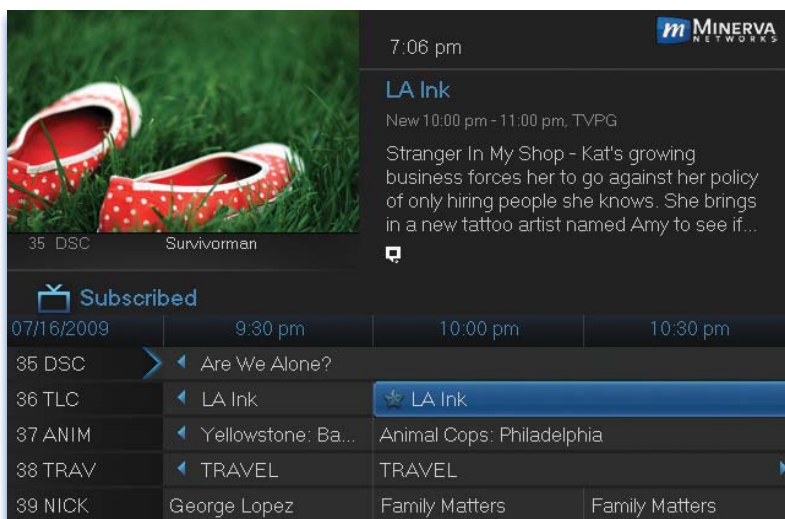 7:06 pm
m MINERVA
NETWORKS
LA Ink
New 10:00 pm - 11:00 pm, TVPG
Stranger In My Shop - Kat's growing
business forces her to go against her policy
of only hiring people she knows. She brings
in a new tattoo artist named Amy to see if...
35 DSC Survivorman
Subscribed
07/16/2009 9:30 pm 10:00 pm 10:30 pm
35 DSC Are We Alone?
36 TLC LA Ink LA Ink
37 ANIM Yellowstone: Ba... Animal Cops: Philadelphia
38 TRAV TRAVEL TRAVEL
39 NICK George Lopez Family Matters Family Matters